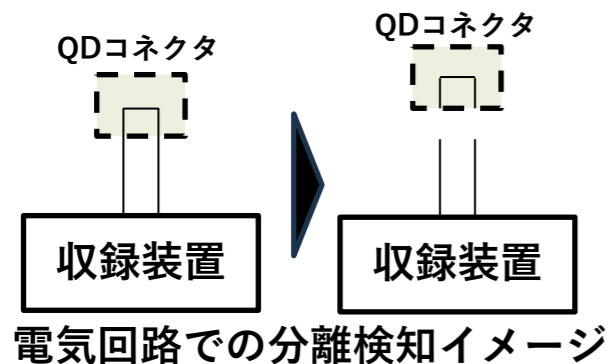 QDコネクタ
QDコネクタ
収録装置
収録装置
電気回路での分離検知イメージ